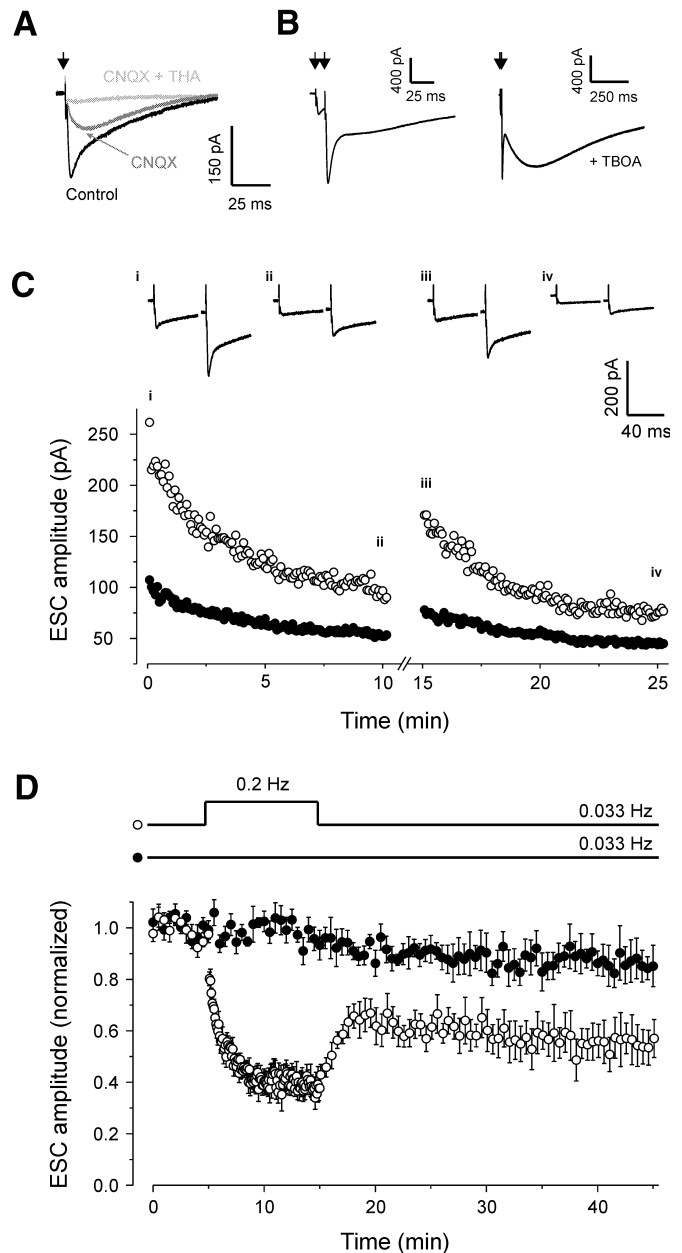 A
CNQX + THA
CNQX
Control
150 pA
25 ms
B
400 pA
25 ms
400 pA
250 ms
+ TBOA
C
i
ii
iii
iv
200 pA
40 ms
i
ii
iii
iv
250
200
150
100
50
ESC amplitude (pA)
0
5
10
15
20
25
Time (min)
D
0.2 Hz
0.033 Hz
0.033 Hz
1.0
0.8
0.6
0.4
0.2
0.0
ESC amplitude (normalized)
0
10
20
30
40
Time (min)